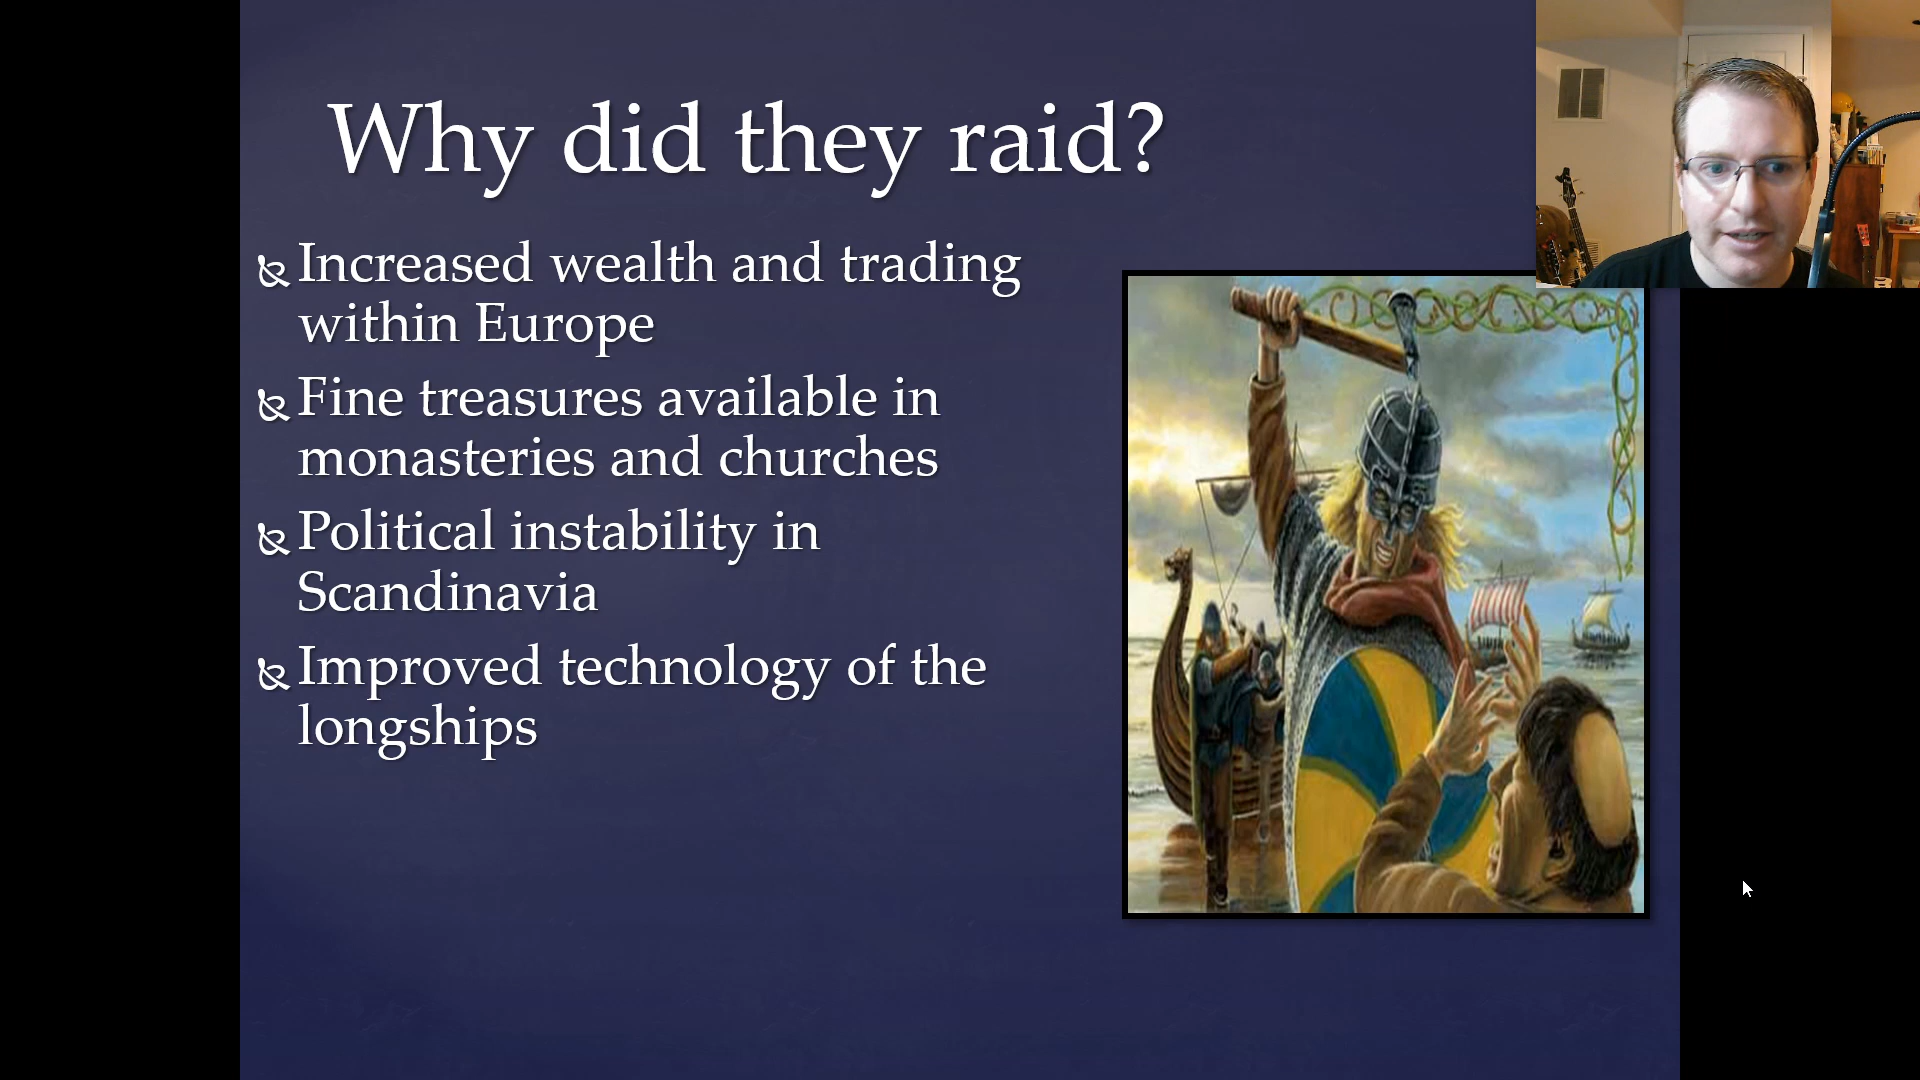 Why did they raid?
Increased wealth and trading
within Europe
Fine treasures available in
monasteries and churches
Political instability in
Scandinavia
Improved technology of the
longships